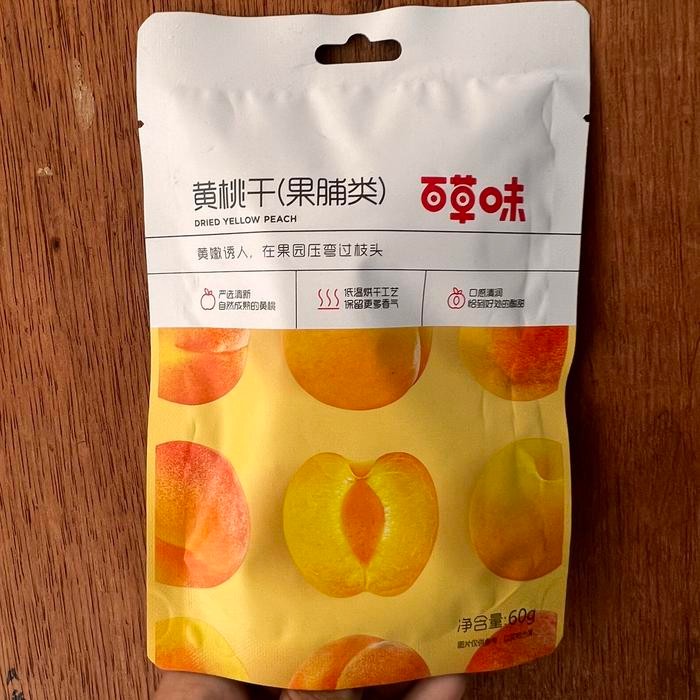 黄桃干(果脯类)
百草味
DRIED YELLOW PEACH
黄嫩诱人，在果园压弯过枝头
严选清新
自然成熟的黄桃
低温烘干工艺
保留更多香气
口感清润
恰到好处的酸甜
净含量:60g